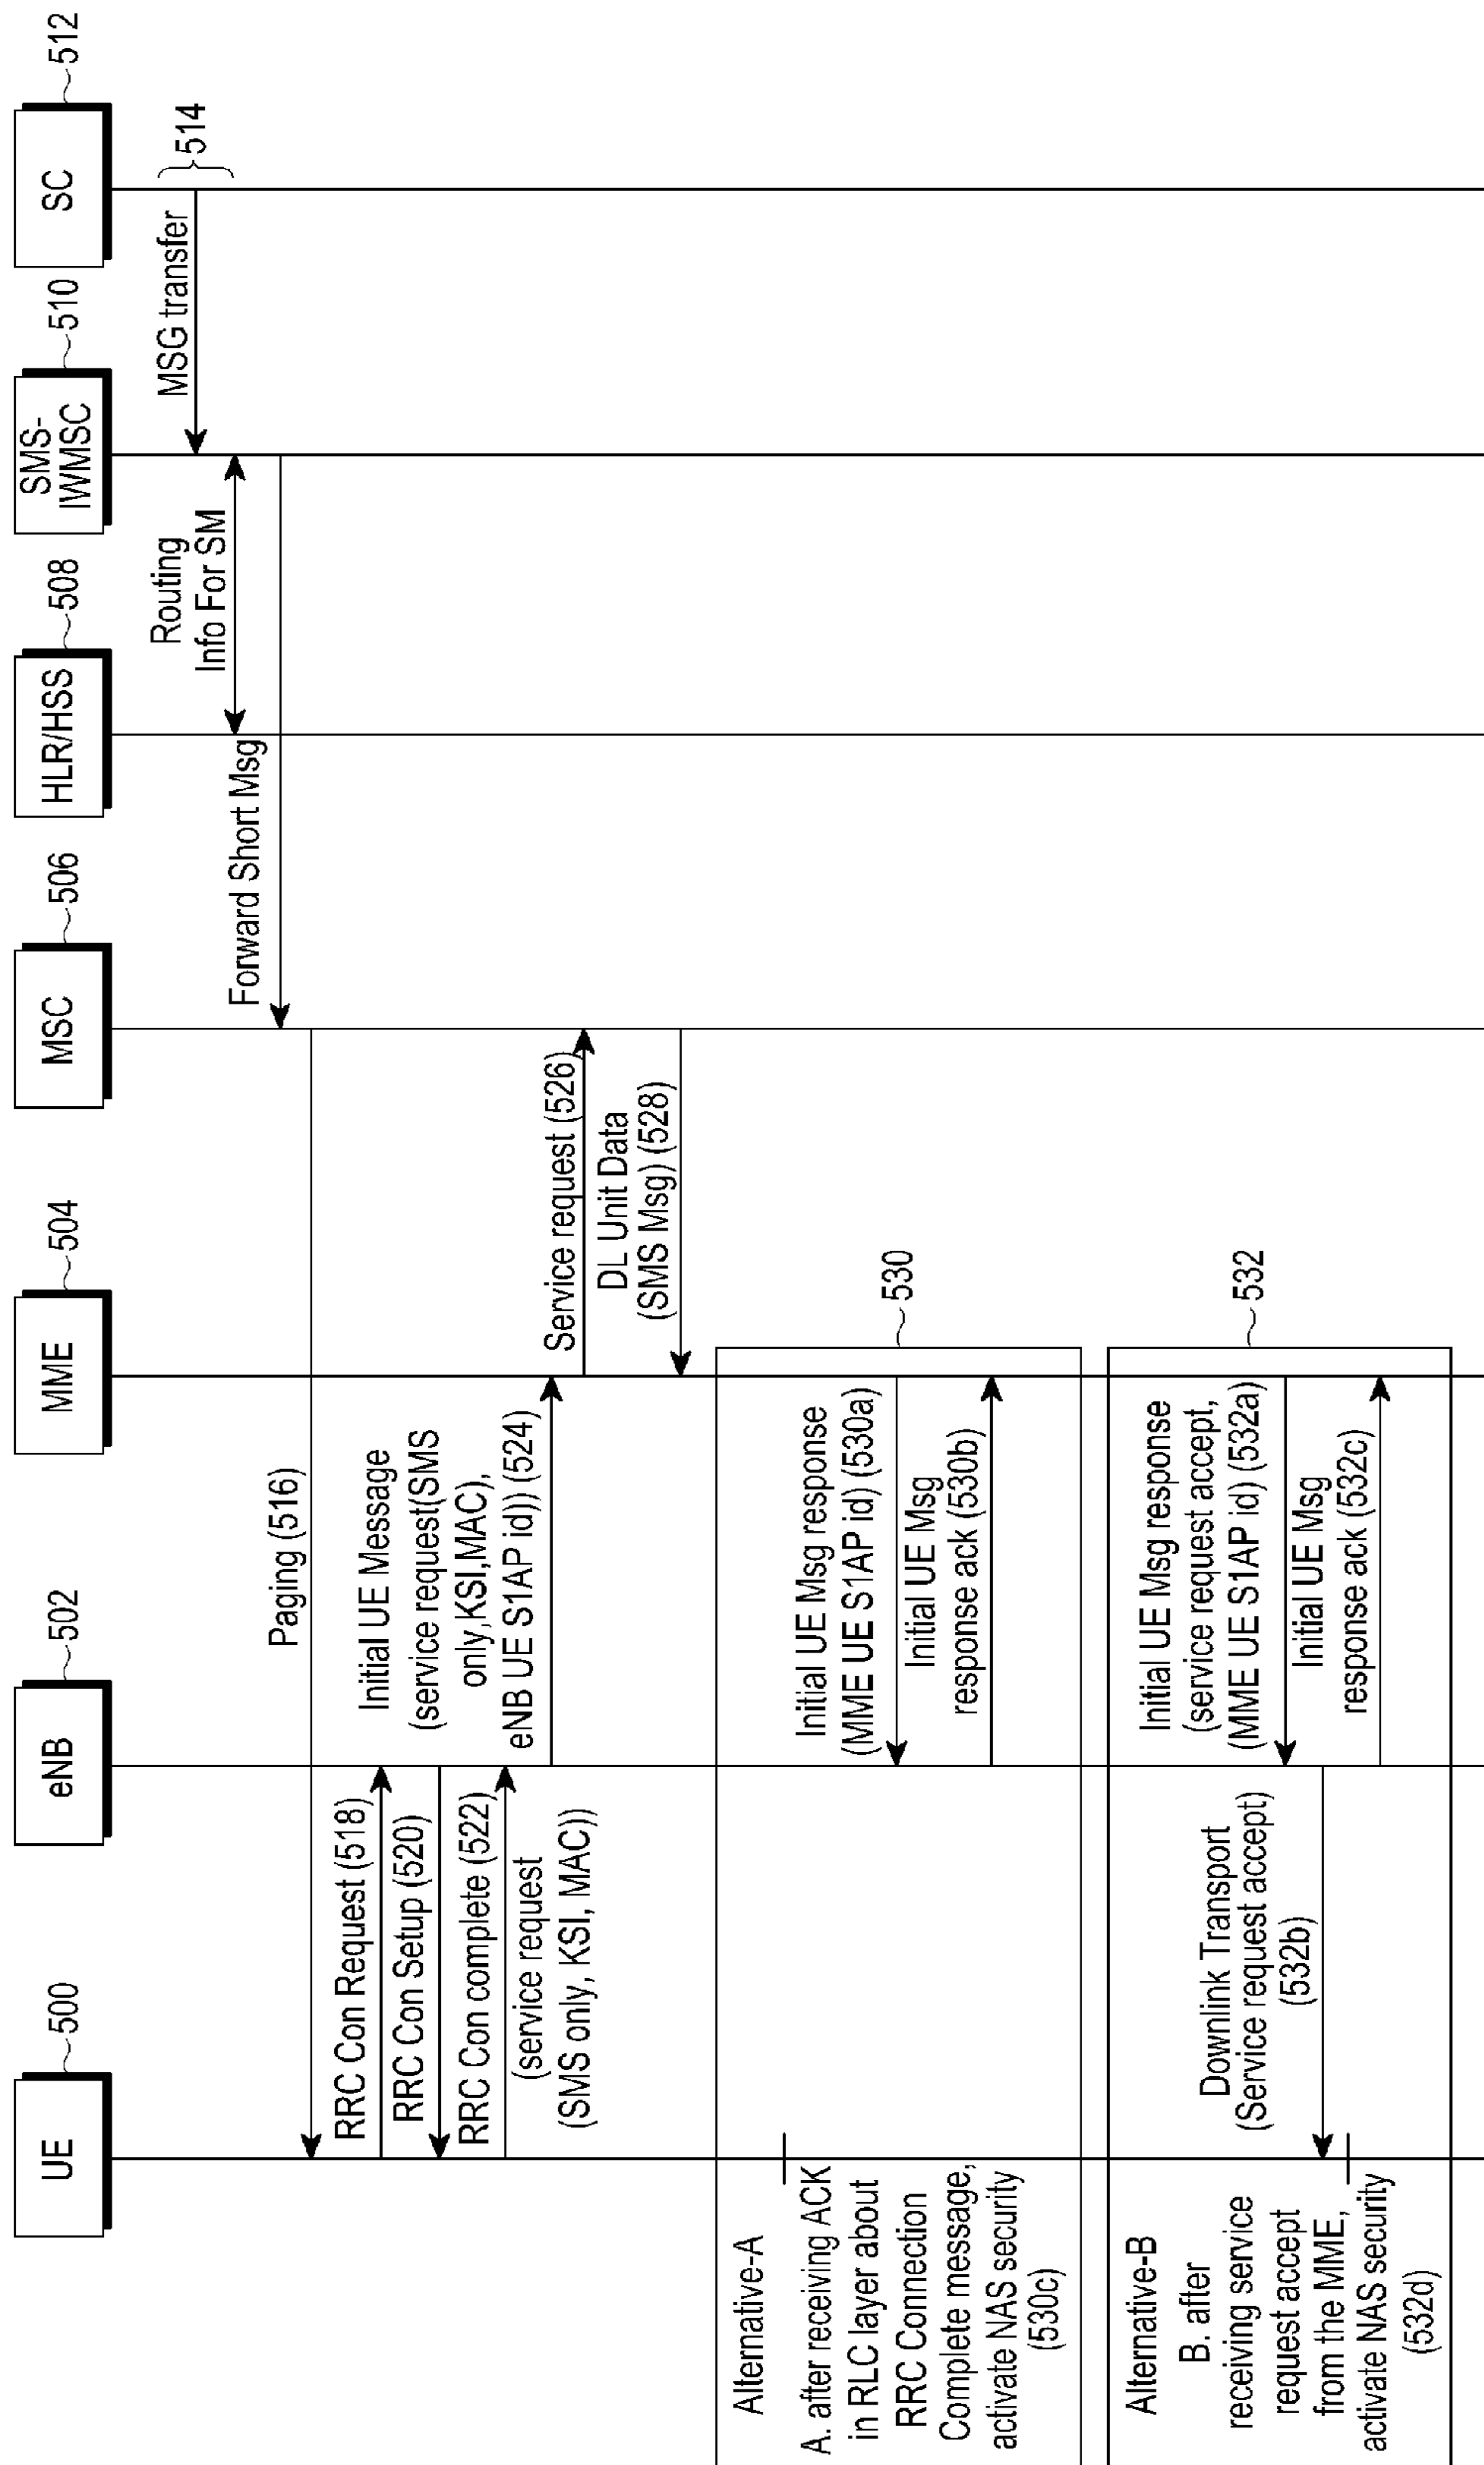 UE
500
eNB
502
MME
504
MSC
506
HLR/HSS
508
SMS-
IWMSC
510
SC
512
MSG transfer
514
Routing
Info For SM
Forward Short Msg
Paging (516)
RRC Con Request (518)
RRC Con Setup (520)
RRC Con complete (522)
(service request
(SMS only, KSI, MAC))
Initial UE Message
(service request(SMS
only,KSI,MAC),
eNB UE S1AP id)) (524)
Service request (526)
DL Unit Data
(SMS Msg) (528)
530
Alternative-A
A. after receiving ACK
in RLC layer about
RRC Connection
Complete message,
activate NAS security
(530c)
Initial UE Msg response
(MME UE S1AP id) (530a)
Initial UE Msg
response ack (530b)
532
Alternative-B
B. after
receiving service
request accept
from the MME,
activate NAS security
(532d)
Downlink Transport
(Service request accept)
(532b)
Initial UE Msg response
(service request accept,
(MME UE S1AP id) (532a)
Initial UE Msg
response ack (532c)